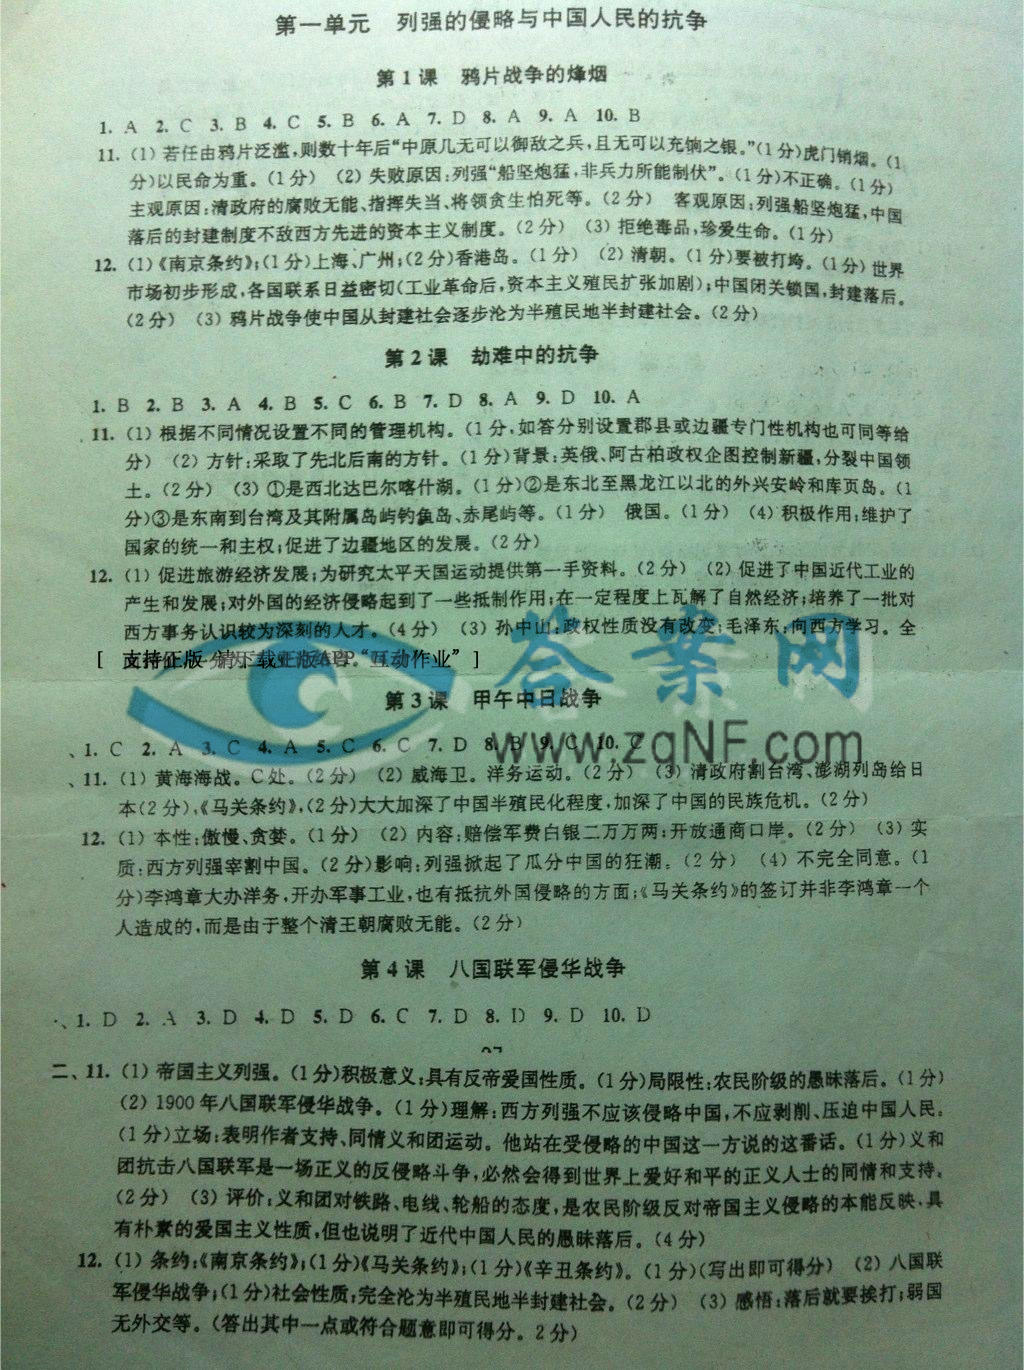 第一单元 列强的侵略与中国人民的抗争
第1课 鸦片战争的烽烟
1. A 2. C 3. B 4. C 5. B 6. A 7. D 8. A 9. A 10. B
11. (1) 若任由鸦片泛滥,则数十年后“中原几无可以御敌之兵,且无可以充饷之银。”(1分)虎门销烟。(1
分)以民命为重。(1分) (2) 失败原因:列强“船坚炮猛,非兵力所能制伏”。(1分)不正确。(1分)
主观原因:清政府的腐败无能、指挥失当、将领贪生怕死等。(2分) 客观原因:列强船坚炮猛,中国
落后的封建制度不敌西方先进的资本主义制度。(2分) (3) 拒绝毒品,珍爱生命。(1分)
12. (1)《南京条约》;(1分)上海、广州;(2分)香港岛。(1分) (2) 清朝。(1分)要被打垮。(1分)世界
市场初步形成,各国联系日益密切(工业革命后,资本主义殖民扩张加剧);中国闭关锁国,封建落后。
(2分) (3) 鸦片战争使中国从封建社会逐步沦为半殖民地半封建社会。(2分)
第2课 劫难中的抗争
1. B 2. B 3. A 4. B 5. C 6. B 7. D 8. A 9. D 10. A
11. (1) 根据不同情况设置不同的管理机构。(1分,如答分别设置郡县或边疆专门性机构也可同等给
分) (2) 方针:采取了先北后南的方针。(1分)背景:英俄、阿古柏政权企图控制新疆,分裂中国领
土。(2分) (3) ①是西北达巴尔喀什湖。(1分)②是东北至黑龙江以北的外兴安岭和库页岛。(1
分)③是东南到台湾及其附属岛屿钓鱼岛、赤尾屿等。(1分) 俄国。(1分) (4) 积极作用:维护了
国家的统一和主权;促进了边疆地区的发展。(2分)
12. (1) 促进旅游经济发展;为研究太平天国运动提供第一手资料。(2分) (2) 促进了中国近代工业的
产生和发展;对外国的经济侵略起到了一些抵制作用;在一定程度上瓦解了自然经济;培养了一批对
西方事务认识较为深刻的人才。(4分) (3) 孙中山:政权性质没有改变;毛泽东:向西方学习。全
[ 支持正版 请下载正版APP“互动作业” ]
答案网
www.zqNF.com
第3课 甲午中日战争
、1. C 2. A 3. C 4. A 5. C 6. C 7. D 8. B 9. C 10. C
、11. (1) 黄海海战。C处。(2分) (2) 威海卫。洋务运动。(2分) (3) 清政府割台湾、澎湖列岛给日
本(2分),《马关条约》,(2分)大大加深了中国半殖民化程度,加深了中国的民族危机。(2分)
12. (1) 本性:傲慢、贪婪。(1分) (2) 内容:赔偿军费白银二万万两;开放通商口岸。(2分) (3) 实
质:西方列强宰割中国。(2分)影响:列强掀起了瓜分中国的狂潮。(2分) (4) 不完全同意。(1
分)李鸿章大办洋务,开办军事工业,也有抵抗外国侵略的方面;《马关条约》的签订并非李鸿章一个
人造成的,而是由于整个清王朝腐败无能。(2分)
第4课 八国联军侵华战争
、1. D 2. A 3. D 4. D 5. D 6. C 7. D 8. D 9. D 10. D
二、11. (1) 帝国主义列强。(1分)积极意义:具有反帝爱国性质。(1分)局限性:农民阶级的愚昧落后。(1分)
(2) 1900年八国联军侵华战争。(1分)理解:西方列强不应该侵略中国,不应剥削、压迫中国人民。
(1分)立场:表明作者支持、同情义和团运动。他站在受侵略的中国这一方说的这番话。(1分)义和
团抗击八国联军是一场正义的反侵略斗争,必然会得到世界上爱好和平的正义人士的同情和支持。
(2分) (3) 评价:义和团对铁路、电线、轮船的态度,是农民阶级反对帝国主义侵略的本能反映,具
有朴素的爱国主义性质,但也说明了近代中国人民的愚昧落后。(4分)
12. (1) 条约:《南京条约》;(1分)《马关条约》;(1分)《辛丑条约》。(1分)(写出即可得分) (2) 八国联
军侵华战争;(1分)社会性质:完全沦为半殖民地半封建社会。(2分) (3) 感悟:落后就要挨打;弱国
无外交等。(答出其中一点或符合题意即可得分。2分)